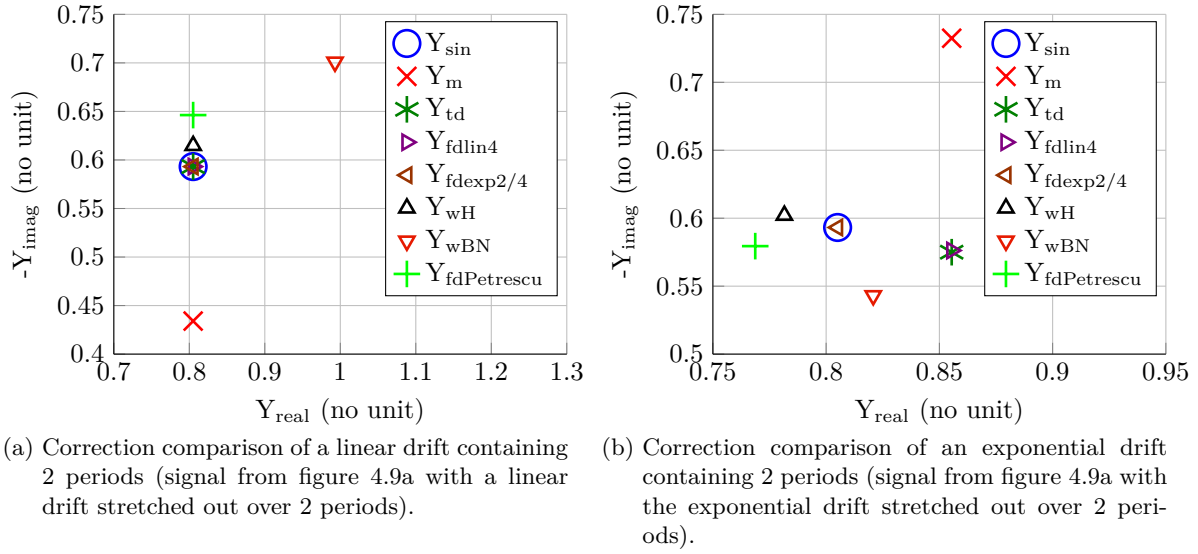 0.75
0.7
0.65
0.6
0.55
0.5
0.45
0.4
-Y_imag (no unit)
0.7 0.8 0.9 1 1.1 1.2 1.3
Y_real (no unit)
Y_sin
Y_m
Y_td
Y_fdlin4
Y_fdexp2/4
Y_wH
Y_wBN
Y_fdPetrescu
(a) Correction comparison of a linear drift containing
2 periods (signal from figure 4.9a with a linear
drift stretched out over 2 periods).
0.75
0.7
0.65
0.6
0.55
0.5
-Y_imag (no unit)
0.75 0.8 0.85 0.9 0.95
Y_real (no unit)
Y_sin
Y_m
Y_td
Y_fdlin4
Y_fdexp2/4
Y_wH
Y_wBN
Y_fdPetrescu
(b) Correction comparison of an exponential drift
containing 2 periods (signal from figure 4.9a with
the exponential drift stretched out over 2 peri-
ods).